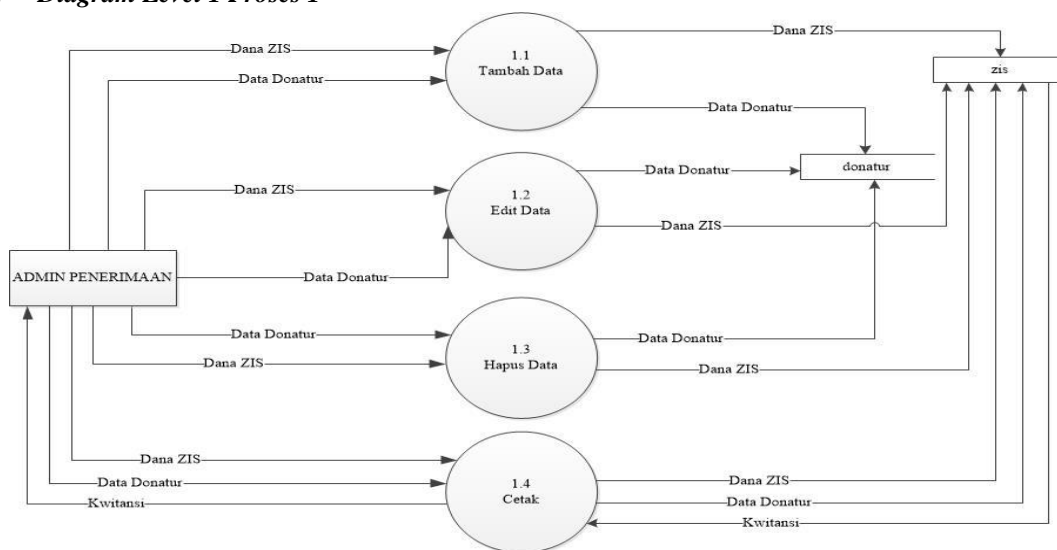 Diagram Level 1 Proses 1
Dana ZIS
Data Donatur
1.1
Tambah Data
Dana ZIS
zis
Data Donatur
donatur
Dana ZIS
Data Donatur
1.2
Edit Data
Data Donatur
Dana ZIS
ADMIN PENERIMAAN
Data Donatur
Dana ZIS
1.3
Hapus Data
Data Donatur
Dana ZIS
Dana ZIS
Data Donatur
Kwitansi
1.4
Cetak
Dana ZIS
Data Donatur
Kwitansi